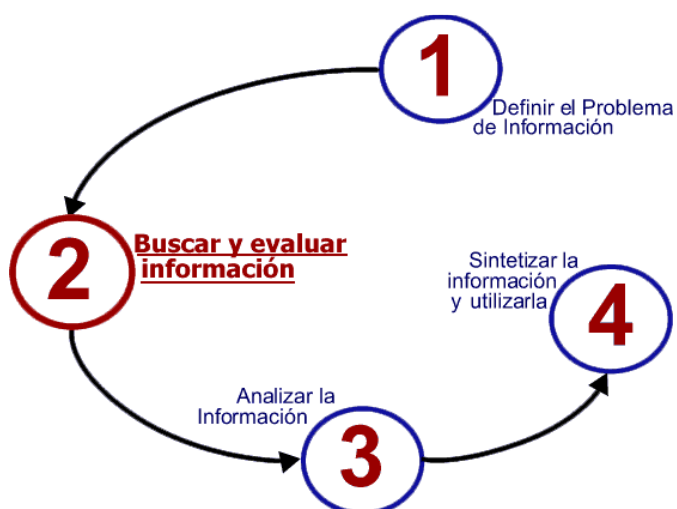 1
Definir el Problema
de Información
2
Buscar y evaluar
información
Analizar la
Información
3
Sintetizar la
información
y utilizarla
4